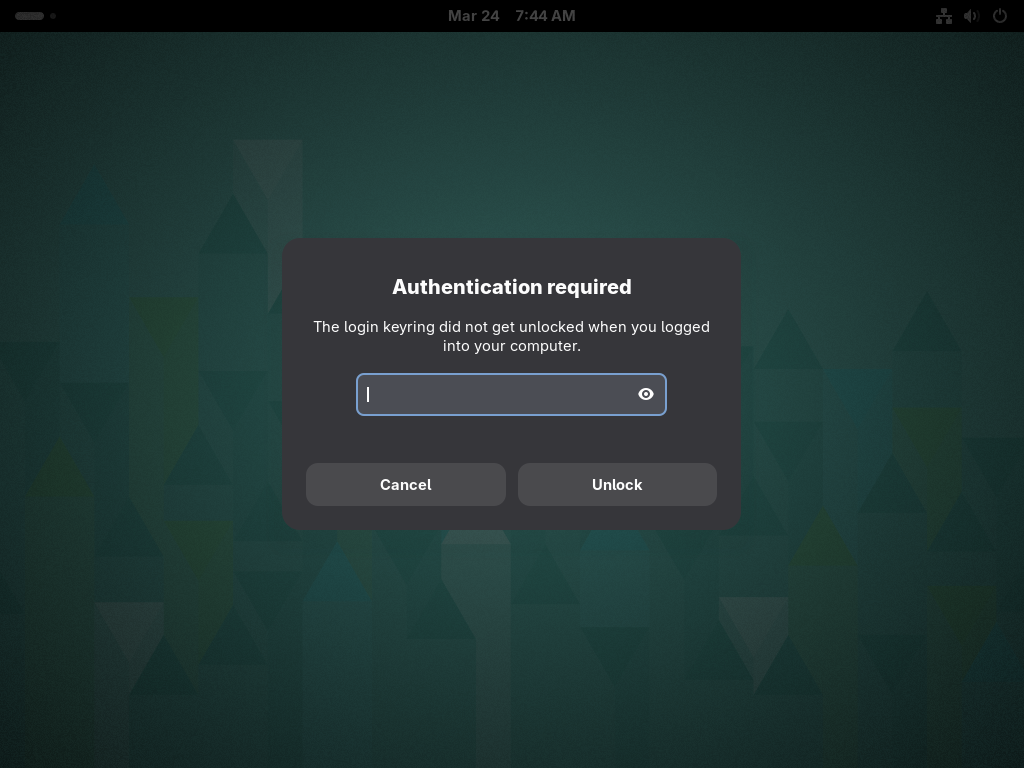 Mar 24 7:44 AM
Authentication required
The login keyring did not get unlocked when you logged
into your computer.
Cancel
Unlock